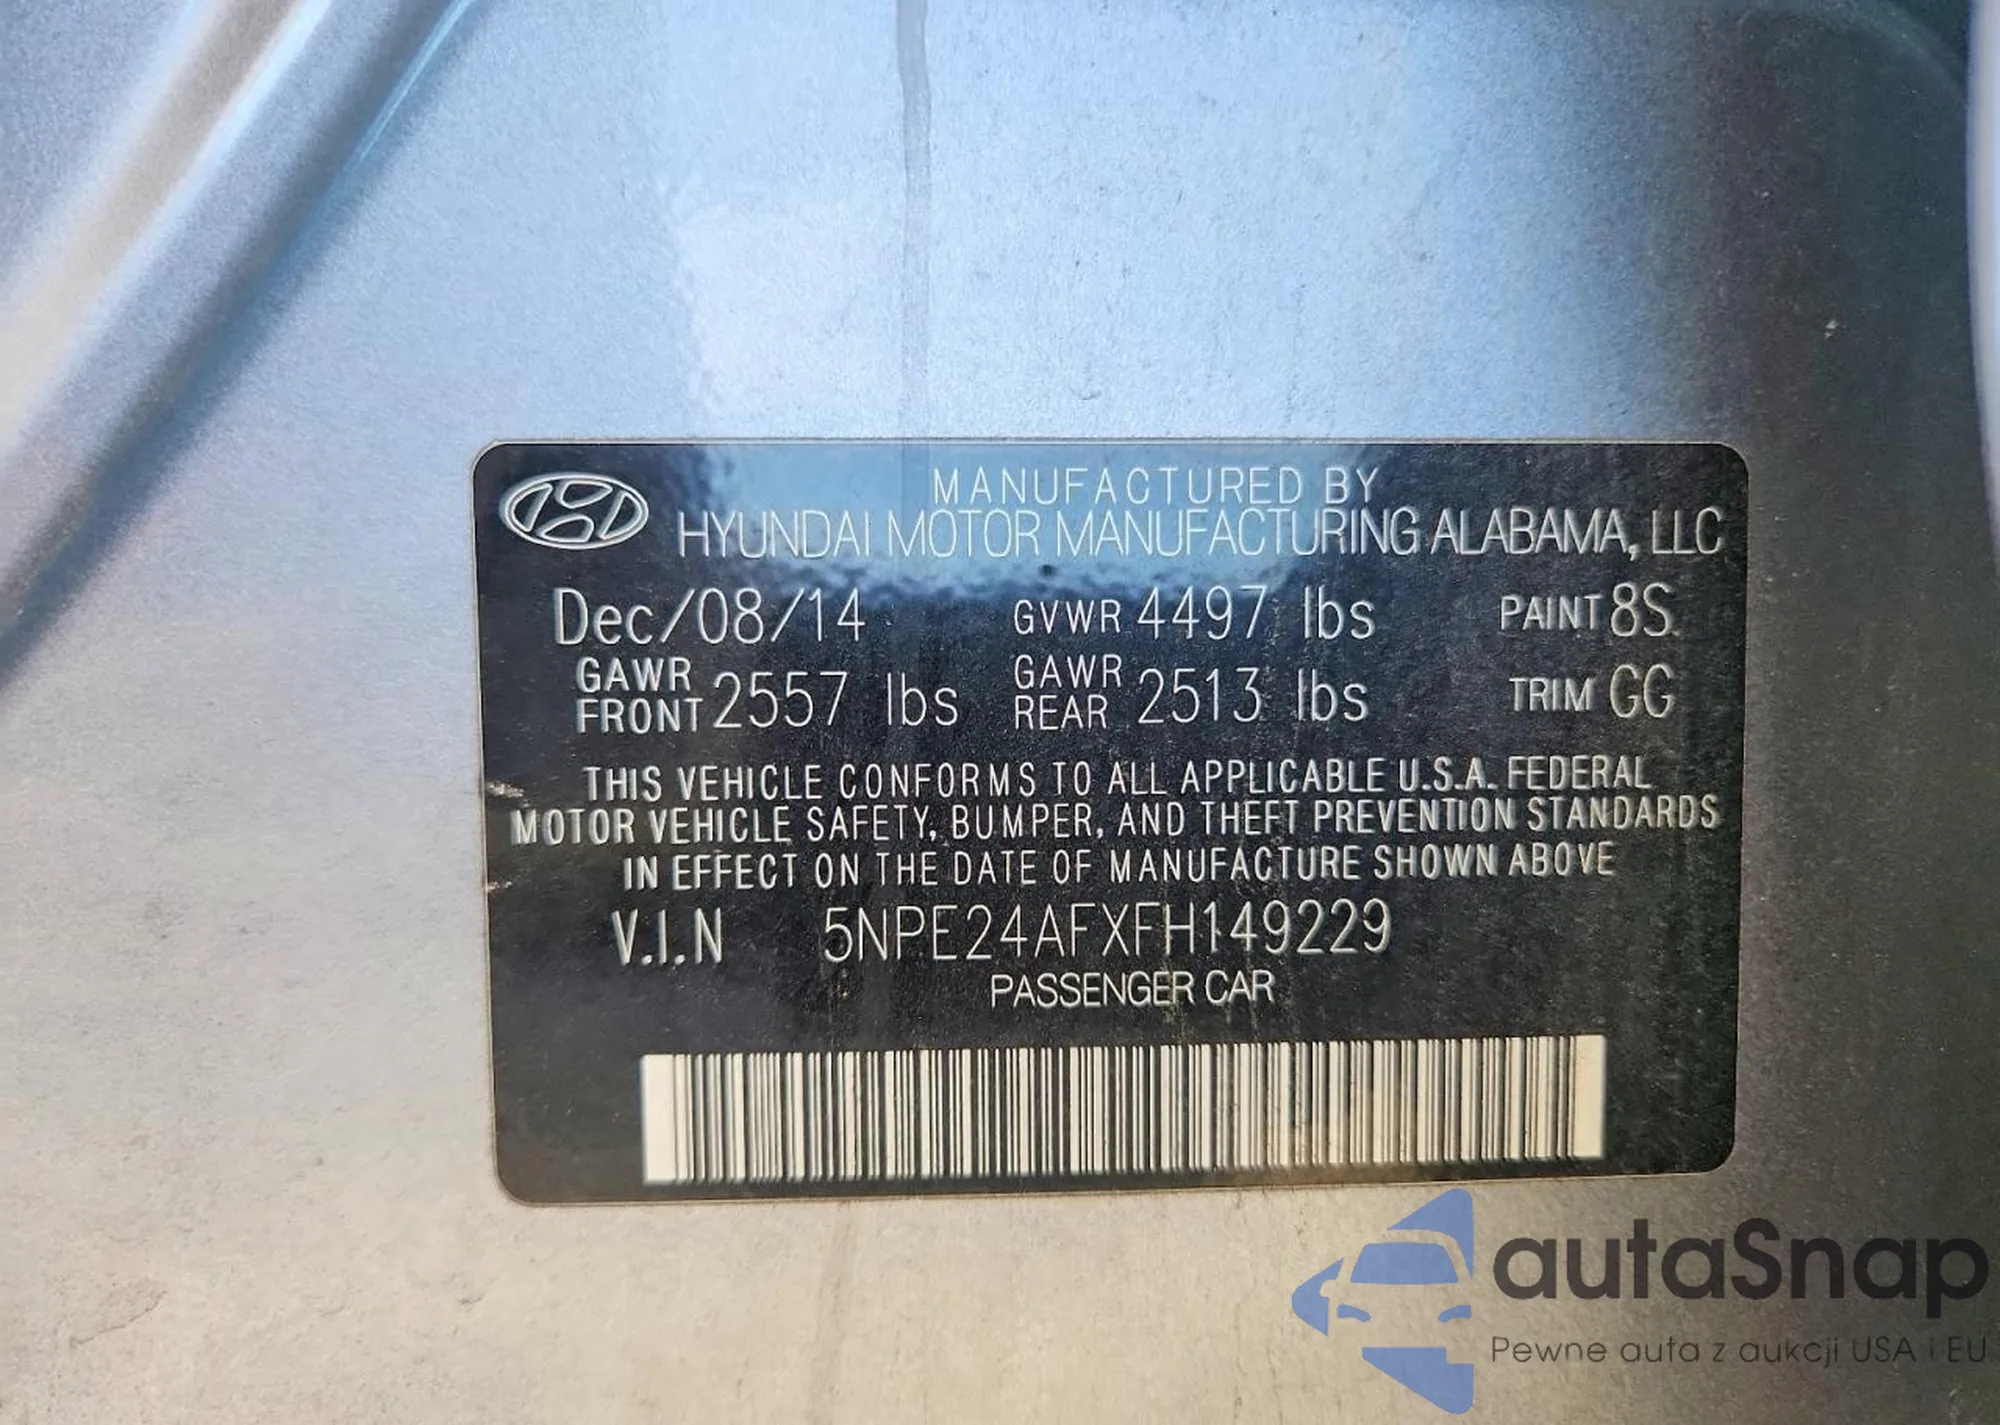 MANUFACTURED BY
HYUNDAI MOTOR MANUFACTURING ALABAMA, LLC
Dec/08/14 GVWR 4497 lbs PAINT 8S
GAWR FRONT 2557 lbs GAWR REAR 2513 lbs TRIM GG
THIS VEHICLE CONFORMS TO ALL APPLICABLE U.S.A. FEDERAL
MOTOR VEHICLE SAFETY, BUMPER, AND THEFT PREVENTION STANDARDS
IN EFFECT ON THE DATE OF MANUFACTURE SHOWN ABOVE
V.I.N 5NPE24AFXFH149229
PASSENGER CAR
autaSnap
Pewne auta z aukcji USA i EU